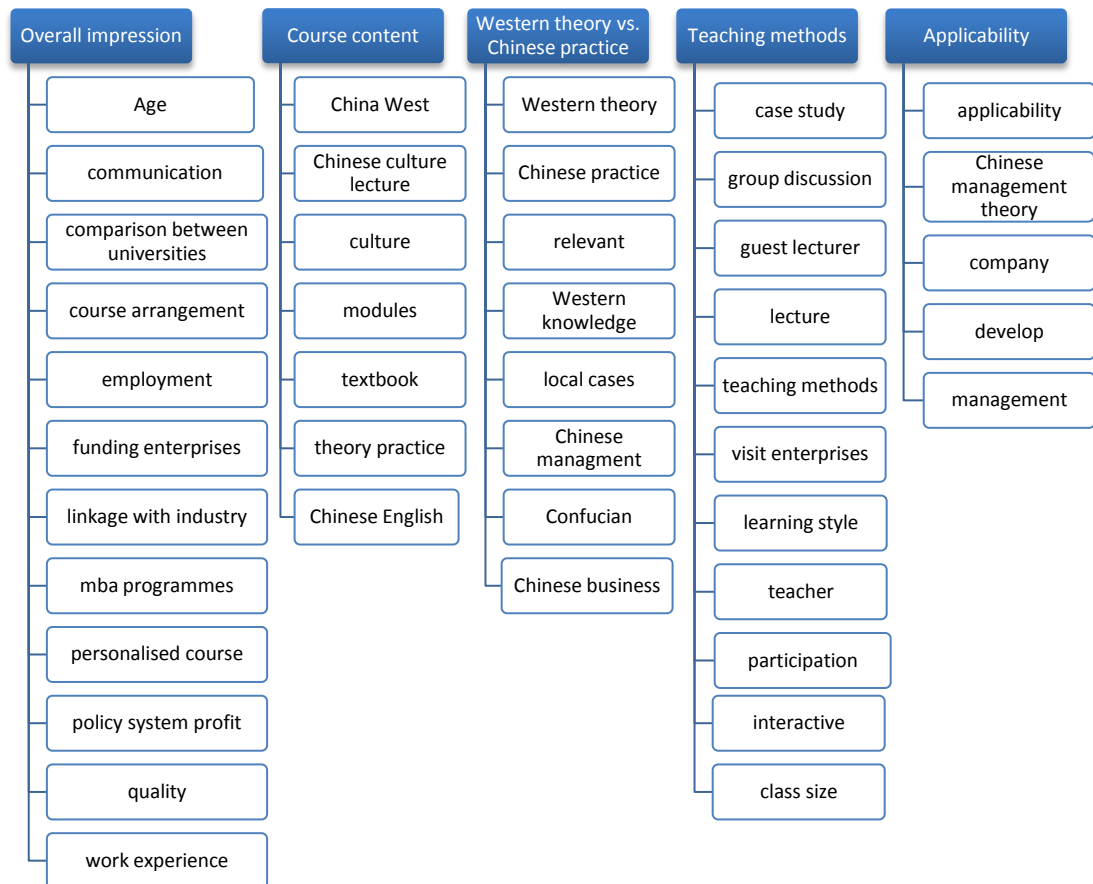 Overall impression
Age
communication
comparison between
universities
course arrangement
employment
funding enterprises
linkage with industry
mba programmes
personalised course
policy system profit
quality
work experience
Course content
China West
Chinese culture
lecture
culture
modules
textbook
theory practice
Chinese English
Western theory vs.
Chinese practice
Western theory
Chinese practice
relevant
Western
knowledge
local cases
Chinese
managment
Confucian
Chinese business
Teaching methods
case study
group discussion
guest lecturer
lecture
teaching methods
visit enterprises
learning style
teacher
participation
interactive
class size
Applicability
applicability
Chinese
management
theory
company
develop
management